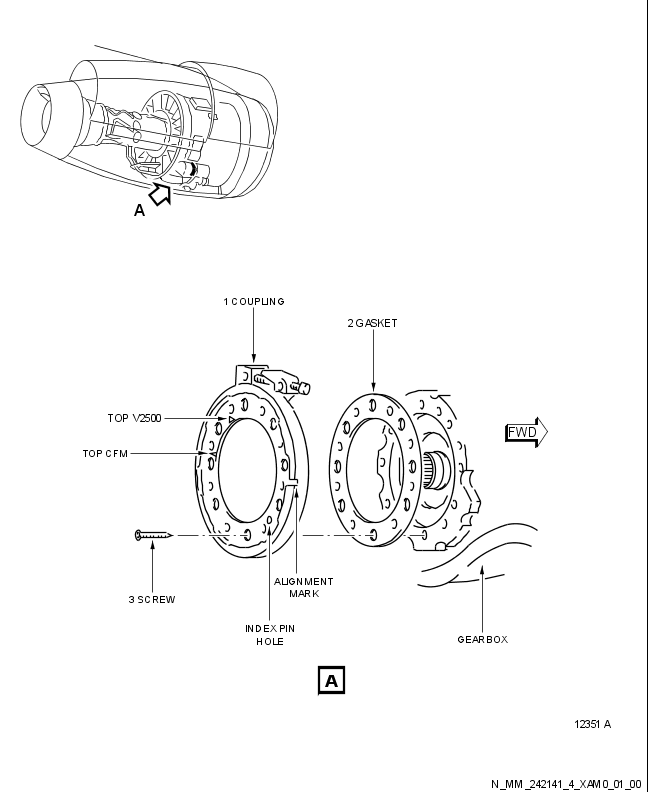 A
1 COUPLING
2 GASKET
TOP V2500
FWD
TOP CFM
ALIGNMENT
MARK
3 SCREW
INDEX PIN
HOLE
GEARBOX
A
12351 A
N_MM_242141_4_XAM0_01_00